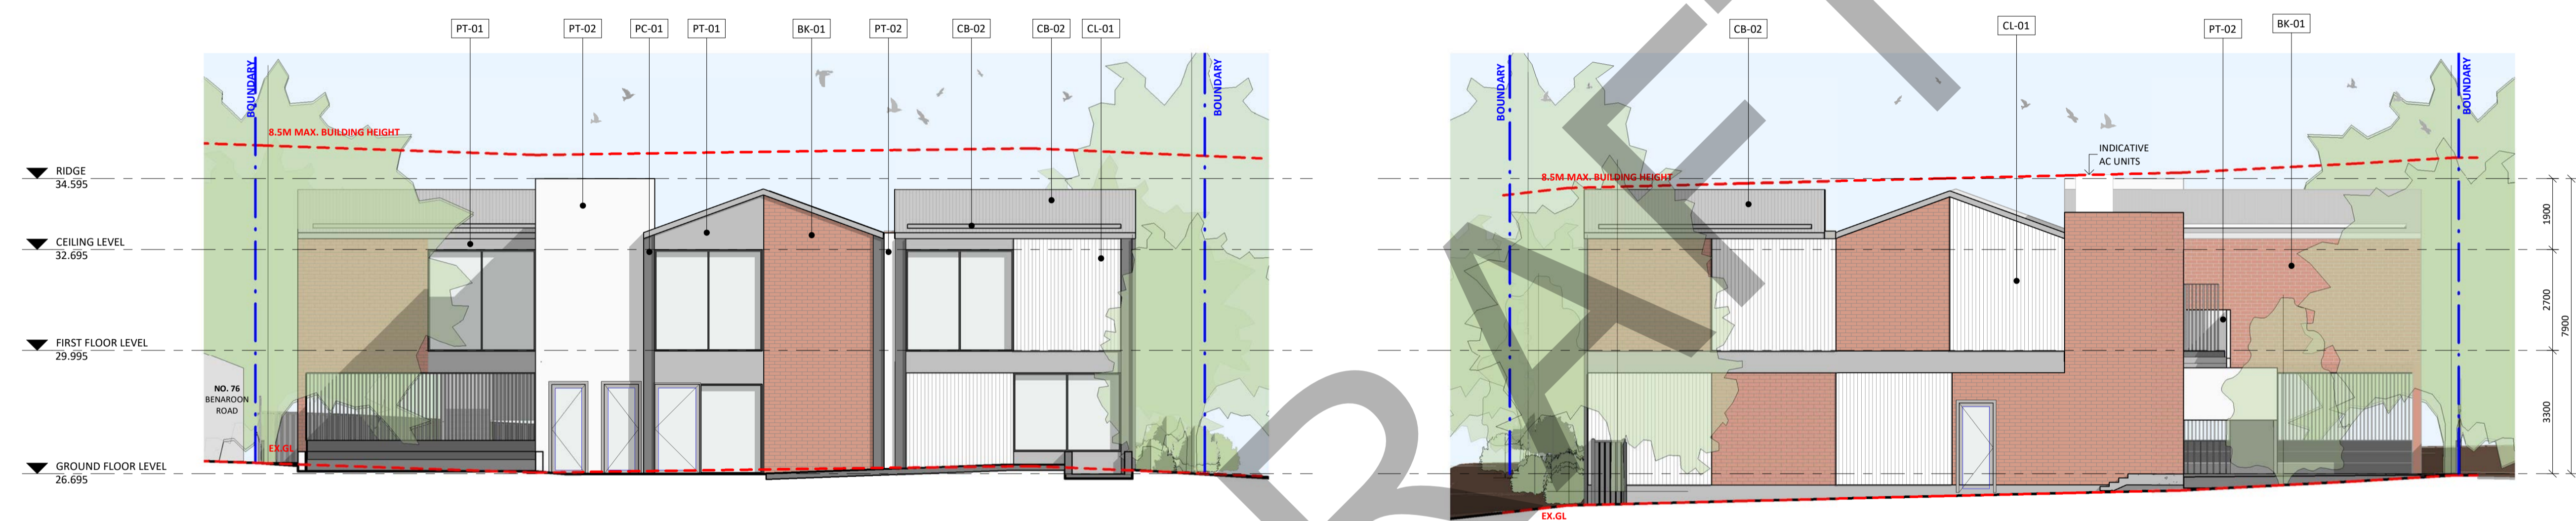 PT-01
PT-02
PC-01
PT-01
BK-01
PT-02
CB-02
CB-02
CL-01
BOUNDARY
BOUNDARY
8.5M MAX. BUILDING HEIGHT
RIDGE
34.595
CEILING LEVEL
32.695
FIRST FLOOR LEVEL
29.995
NO. 76
BENAROON
ROAD
EX.GL
GROUND FLOOR LEVEL
26.695
CB-02
CL-01
PT-02
BK-01
BOUNDARY
BOUNDARY
INDICATIVE
AC UNITS
8.5M MAX. BUILDING HEIGHT
1900
2700
7900
3300
EX.GL